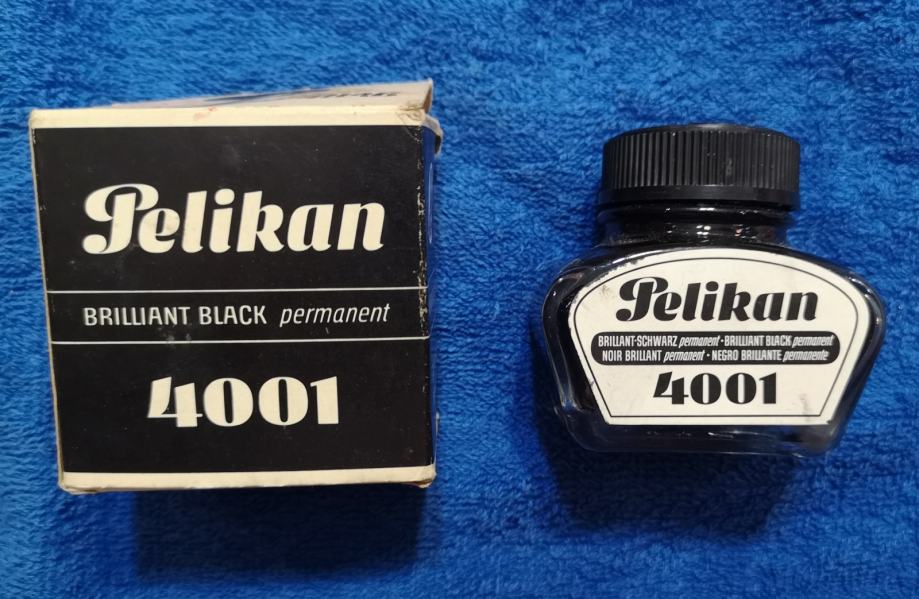 Pelikan
BRILLIANT BLACK permanent
4001
Pelikan
BRILLANT-SCHWARZ permanent · BRILLIANT BLACK permanent
NOIR BRILLANT permanent · NEGRO BRILLANTE permanente
4001